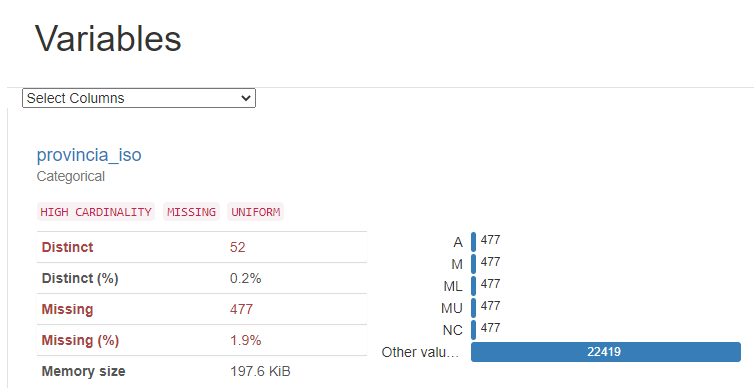 Variables
Select Columns
provincia_iso
Categorical
HIGH CARDINALITY MISSING UNIFORM
Distinct 52
Distinct (%) 0.2%
Missing 477
Missing (%) 1.9%
Memory size 197.6 KiB
A 477
M 477
ML 477
MU 477
NC 477
Other valu... 22419